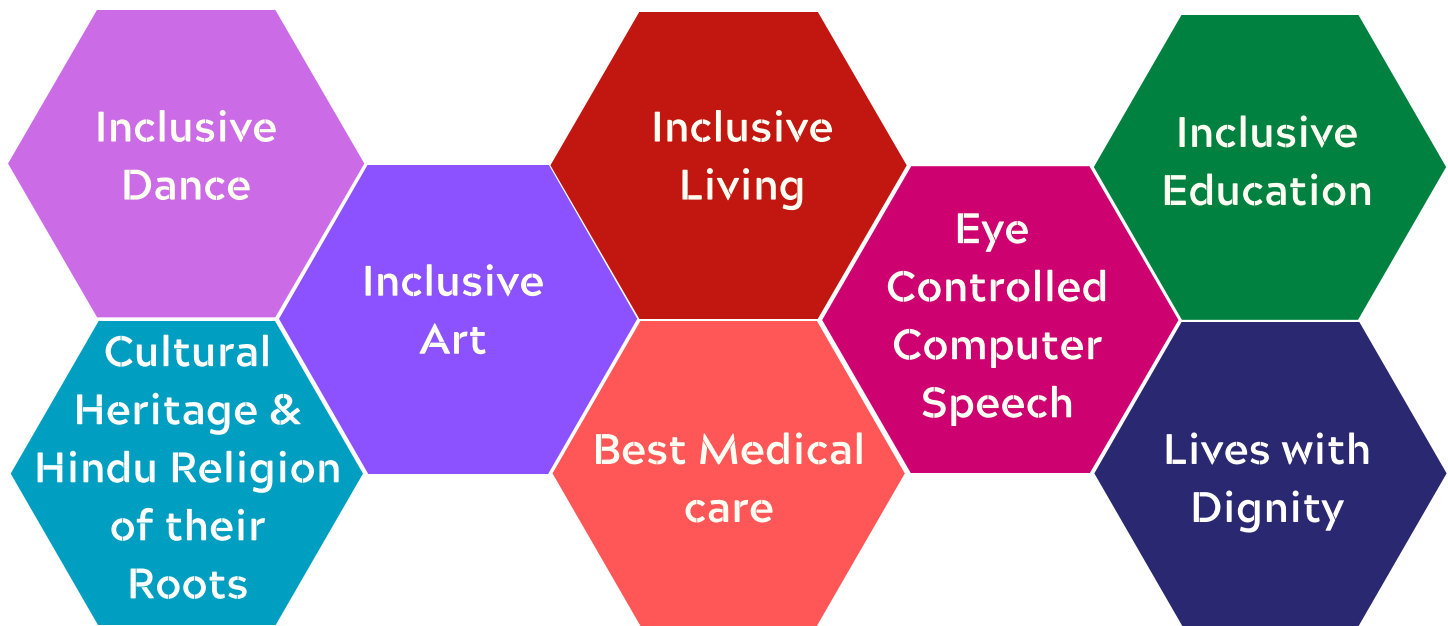 Inclusive
Dance
Inclusive
Art
Inclusive
Living
Eye
Controlled
Computer
Speech
Inclusive
Education
Cultural
Heritage &
Hindu Religion
of their
Roots
Best Medical
care
Lives with
Dignity